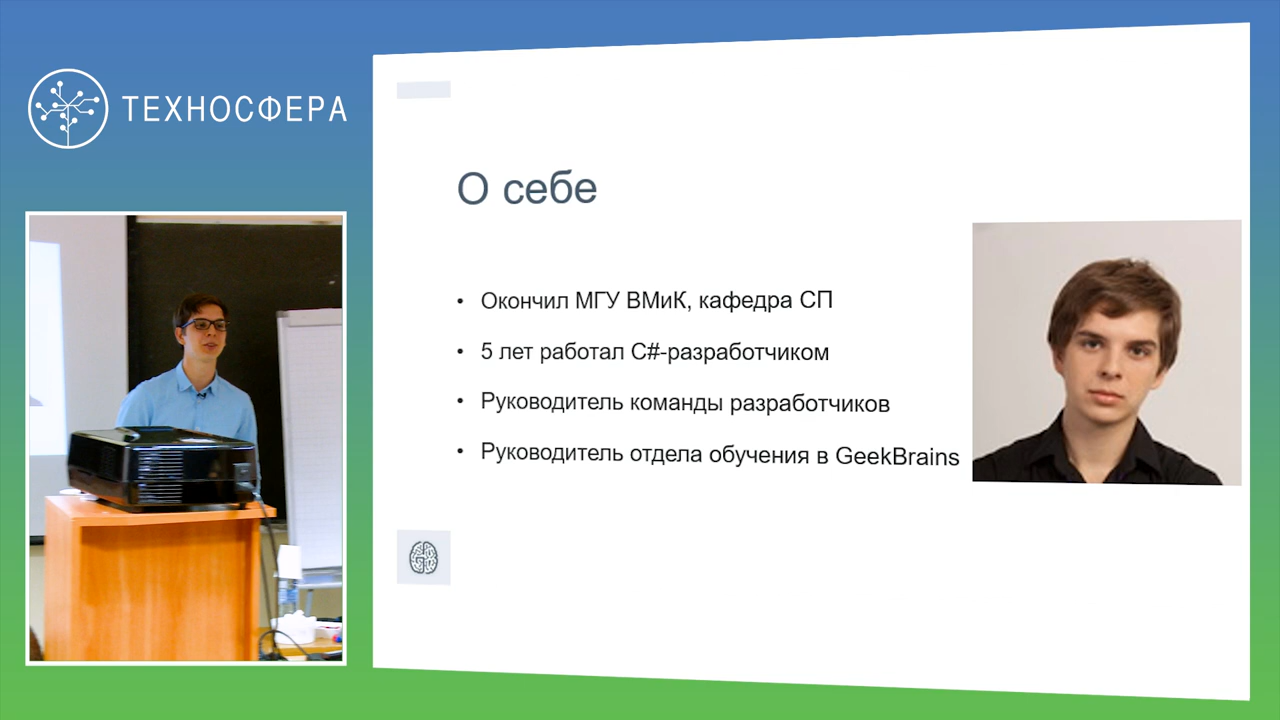 ТЕХНОСФЕРА
О себе
• Окончил МГУ ВМиК, кафедра СП
• 5 лет работал C#-разработчиком
• Руководитель команды разработчиков
• Руководитель отдела обучения в GeekBrains